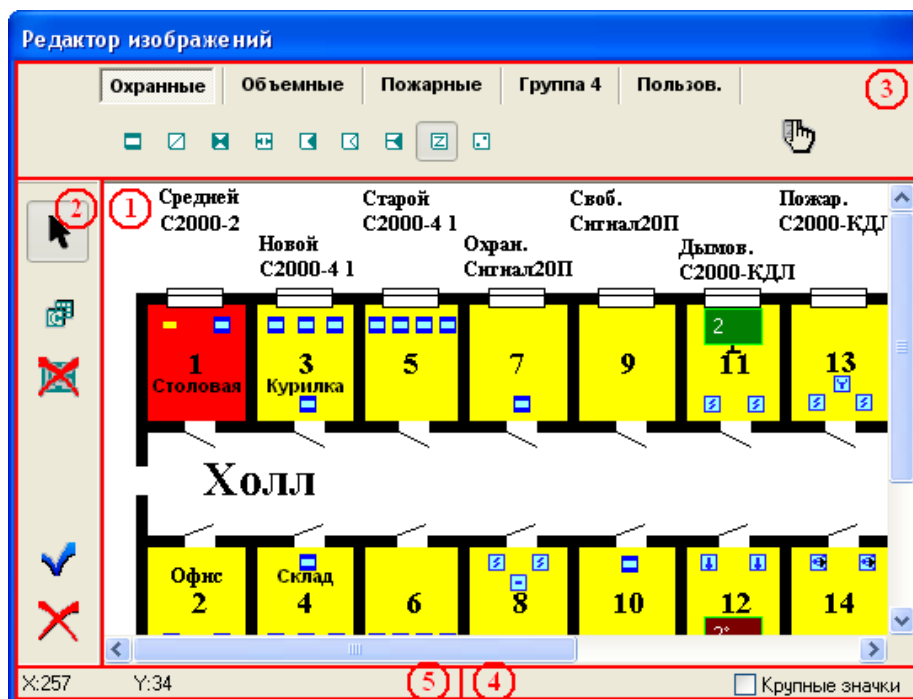 Редактор изображений
Охранные Объемные Пожарные Группа 4 Пользов.
3
2 1 Средней Старой Своб. Пожар.
С2000-2 С2000-4 1 Сигнал20П С2000-КДЛ
Новой Охран. Дымов.
С2000-4 1 Сигнал20П С2000-КДЛ
2
1 3 5 7 9 11 13
Столовая Курилка
Холл
Офис Склад
2 4 6 8 10 12 14
2*
X:257 Y:34 5 4 Крупные значки